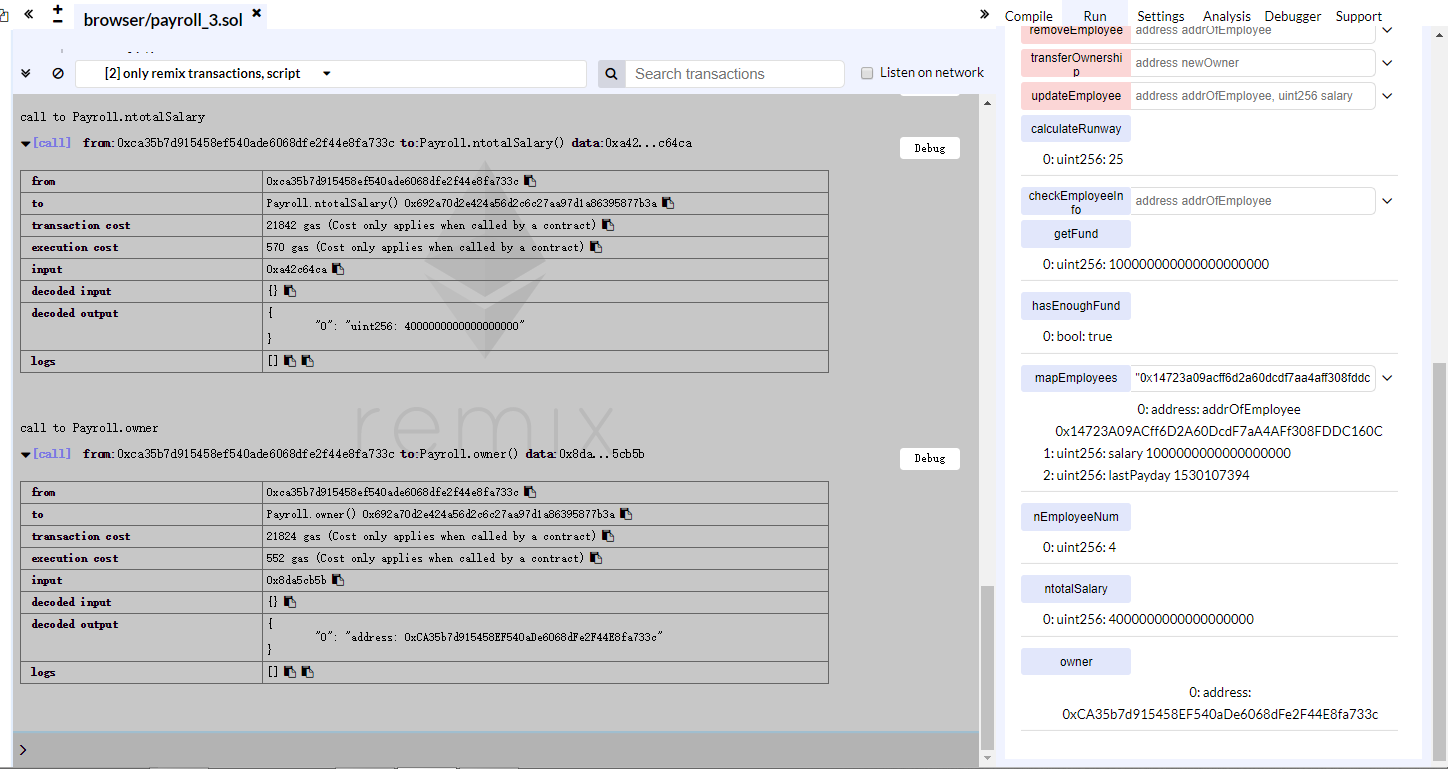 browser/payroll_3.sol
[2] only remix transactions, script
Search transactions
Listen on network
call to Payroll.ntotalSalary
[call] from:0xca35b7d915458ef540ade6068dfe2f44e8fa733c to:Payroll.ntotalSalary() data:0xa42...c64ca
Debug
from 0xca35b7d915458ef540ade6068dfe2f44e8fa733c
to Payroll.ntotalSalary() 0x692a70d2e424a56d2c6c27aa97d1a86395877b3a
transaction cost 21842 gas (Cost only applies when called by a contract)
execution cost 570 gas (Cost only applies when called by a contract)
input 0xa42c64ca
decoded input {}
decoded output {
"0": "uint256: 4000000000000000000"
}
logs []
remix
call to Payroll.owner
[call] from:0xca35b7d915458ef540ade6068dfe2f44e8fa733c to:Payroll.owner() data:0x8da...5cb5b
Debug
from 0xca35b7d915458ef540ade6068dfe2f44e8fa733c
to Payroll.owner() 0x692a70d2e424a56d2c6c27aa97d1a86395877b3a
transaction cost 21824 gas (Cost only applies when called by a contract)
execution cost 552 gas (Cost only applies when called by a contract)
input 0x8da5cb5b
decoded input {}
decoded output {
"0": "address: 0xCA35b7d915458EF540aDe6068dFe2F44E8fa733c"
}
logs []
>
Compile Run Settings Analysis Debugger Support
removeEmployee address addrOfEmployee
transferOwnershi
p
address newOwner
updateEmployee address addrOfEmployee, uint256 salary
calculateRunway
0: uint256: 25
checkEmployeeIn
fo
address addrOfEmployee
getFund
0: uint256: 100000000000000000000
hasEnoughFund
0: bool: true
mapEmployees "0x14723a09acff6d2a60dcdf7aa4aff308fddc
0: address: addrOfEmployee
0x14723A09ACff6D2A60DcdF7aA4AFf308FDDC160C
1: uint256: salary 1000000000000000000
2: uint256: lastPayday 1530107394
nEmployeeNum
0: uint256: 4
ntotalSalary
0: uint256: 4000000000000000000
owner
0: address:
0xCA35b7d915458EF540aDe6068dFe2F44E8fa733c